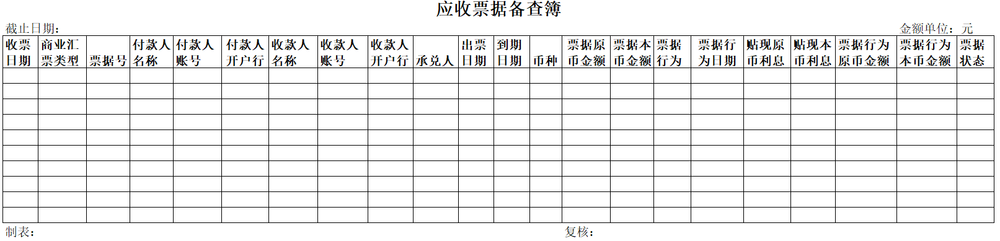 应收票据备查簿
截止日期： 金额单位：元
收票日期 商业汇票类型 票据号 付款人名称 付款人账号 付款人开户行 收款人名称 收款人账号 收款人开户行 承兑人 出票日期 到期日期 币种 票据原币金额 票据本币金额 票据行为 票据行为日期 贴现原币利息 贴现本币利息 票据行为原币金额 票据行为本币金额 票据状态
制表： 复核：